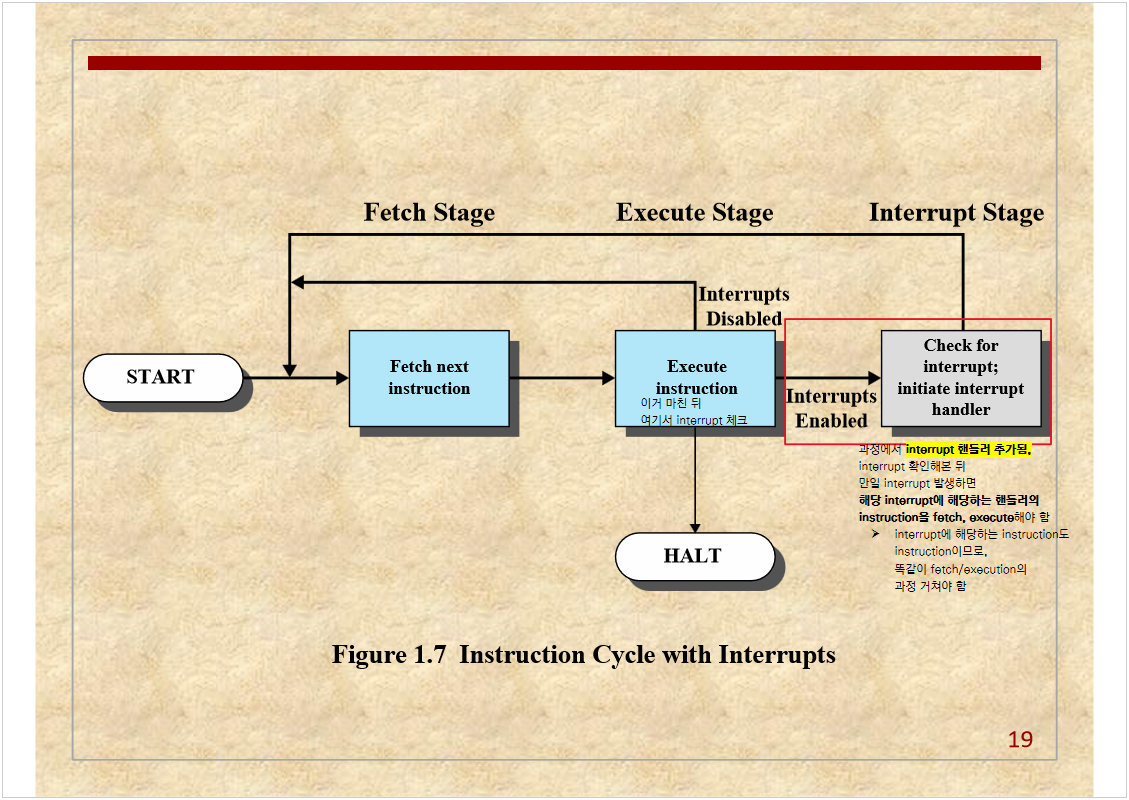 Fetch Stage
Execute Stage
Interrupt Stage
Interrupts
Disabled
START
Fetch next
instruction
Execute
instruction
이거 마친 뒤
여기서 interrupt 체크
Interrupts
Enabled
Check for
interrupt;
initiate interrupt
handler
과정에서 interrupt 핸들러 추가됨,
interrupt 확인해본 뒤
만일 interrupt 발생하면
해당 interrupt에 해당하는 핸들러의
instruction을 fetch, execute해야 함
interrupt에 해당하는 instruction도
instruction이므로,
똑같이 fetch/execution의
과정 거쳐야 함
HALT
Figure 1.7 Instruction Cycle with Interrupts
19